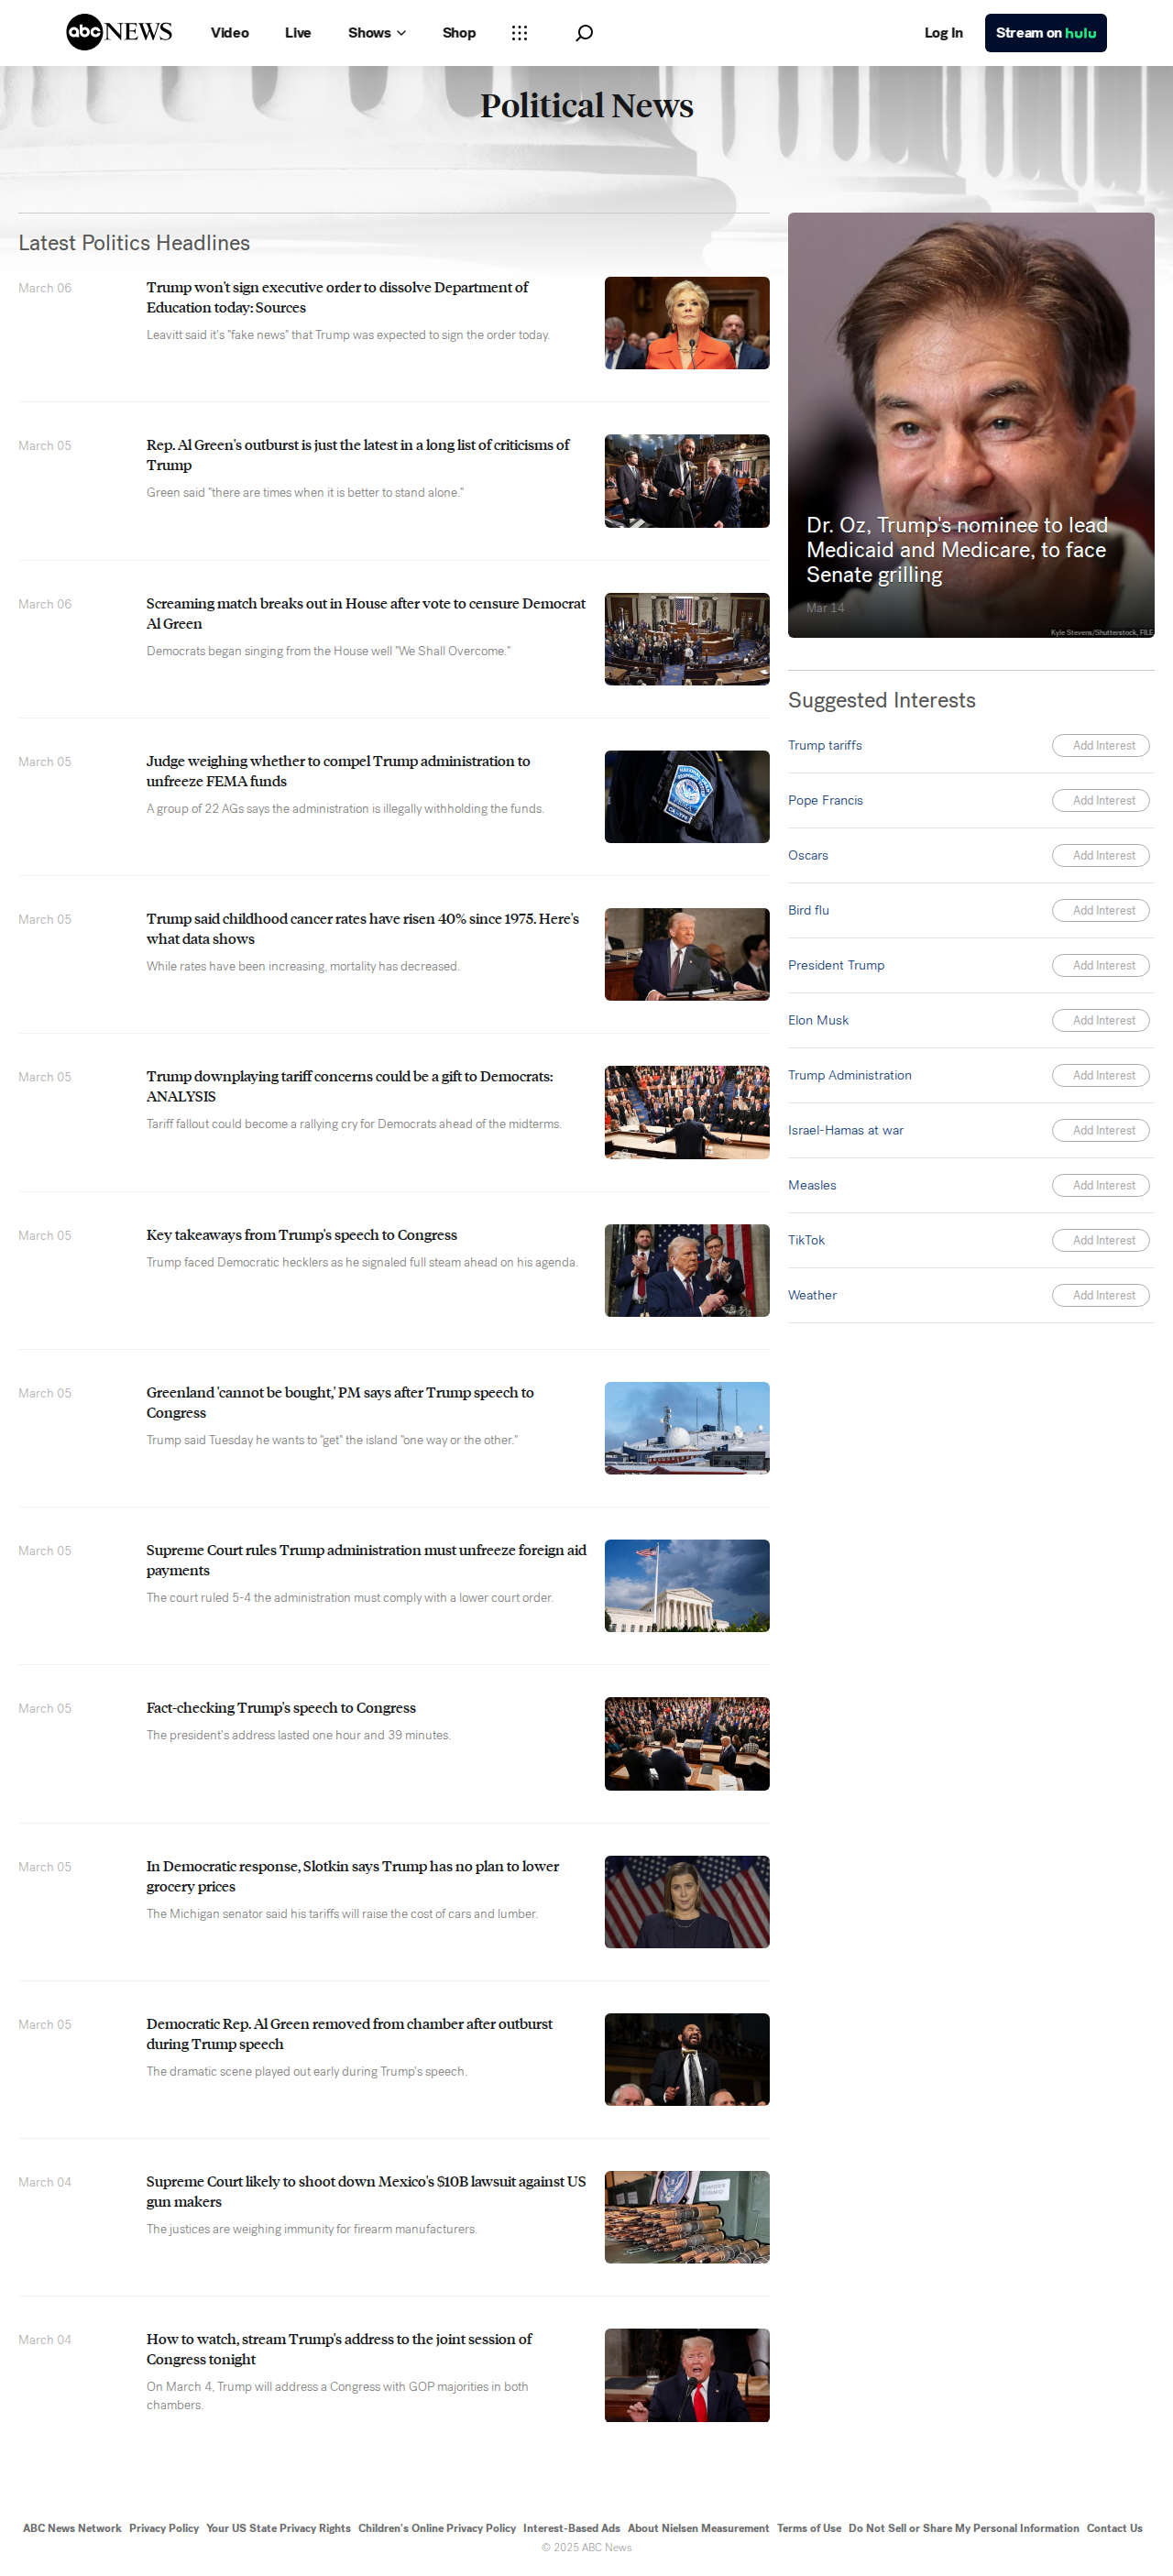 abc NEWS Video Live Shows Shop Log In Stream on hulu
Political News
Latest Politics Headlines
March 06
Trump won't sign executive order to dissolve Department of
Education today: Sources
Leavitt said it's "fake news" that Trump was expected to sign the order today.
March 05
Rep. Al Green's outburst is just the latest in a long list of criticisms of
Trump
Green said "there are times when it is better to stand alone."
March 06
Screaming match breaks out in House after vote to censure Democrat
Al Green
Democrats began singing from the House well "We Shall Overcome."
March 05
Judge weighing whether to compel Trump administration to
unfreeze FEMA funds
A group of 22 AGs says the administration is illegally withholding the funds.
March 05
Trump said childhood cancer rates have risen 40% since 1975. Here's
what data shows
While rates have been increasing, mortality has decreased.
March 05
Trump downplaying tariff concerns could be a gift to Democrats:
ANALYSIS
Tariff fallout could become a rallying cry for Democrats ahead of the midterms.
March 05
Key takeaways from Trump's speech to Congress
Trump faced Democratic hecklers as he signaled full steam ahead on his agenda.
March 05
Greenland 'cannot be bought,' PM says after Trump speech to
Congress
Trump said Tuesday he wants to "get" the island "one way or the other."
March 05
Supreme Court rules Trump administration must unfreeze foreign aid
payments
The court ruled 5-4 the administration must comply with a lower court order.
March 05
Fact-checking Trump's speech to Congress
The president's address lasted one hour and 39 minutes.
March 05
In Democratic response, Slotkin says Trump has no plan to lower
grocery prices
The Michigan senator said his tariffs will raise the cost of cars and lumber.
March 05
Democratic Rep. Al Green removed from chamber after outburst
during Trump speech
The dramatic scene played out early during Trump's speech.
March 04
Supreme Court likely to shoot down Mexico's $10B lawsuit against US
gun makers
The justices are weighing immunity for firearm manufacturers.
March 04
How to watch, stream Trump's address to the joint session of
Congress tonight
On March 4, Trump will address a Congress with GOP majorities in both
chambers.
Dr. Oz, Trump's nominee to lead
Medicaid and Medicare, to face
Senate grilling
Mar 14
Kyle Stevens/Shutterstock, FILE
Suggested Interests
Trump tariffs Add Interest
Pope Francis Add Interest
Oscars Add Interest
Bird flu Add Interest
President Trump Add Interest
Elon Musk Add Interest
Trump Administration Add Interest
Israel-Hamas at war Add Interest
Measles Add Interest
TikTok Add Interest
Weather Add Interest
ABC News Network Privacy Policy Your US State Privacy Rights Children's Online Privacy Policy Interest-Based Ads About Nielsen Measurement Terms of Use Do Not Sell or Share My Personal Information Contact Us
© 2025 ABC News